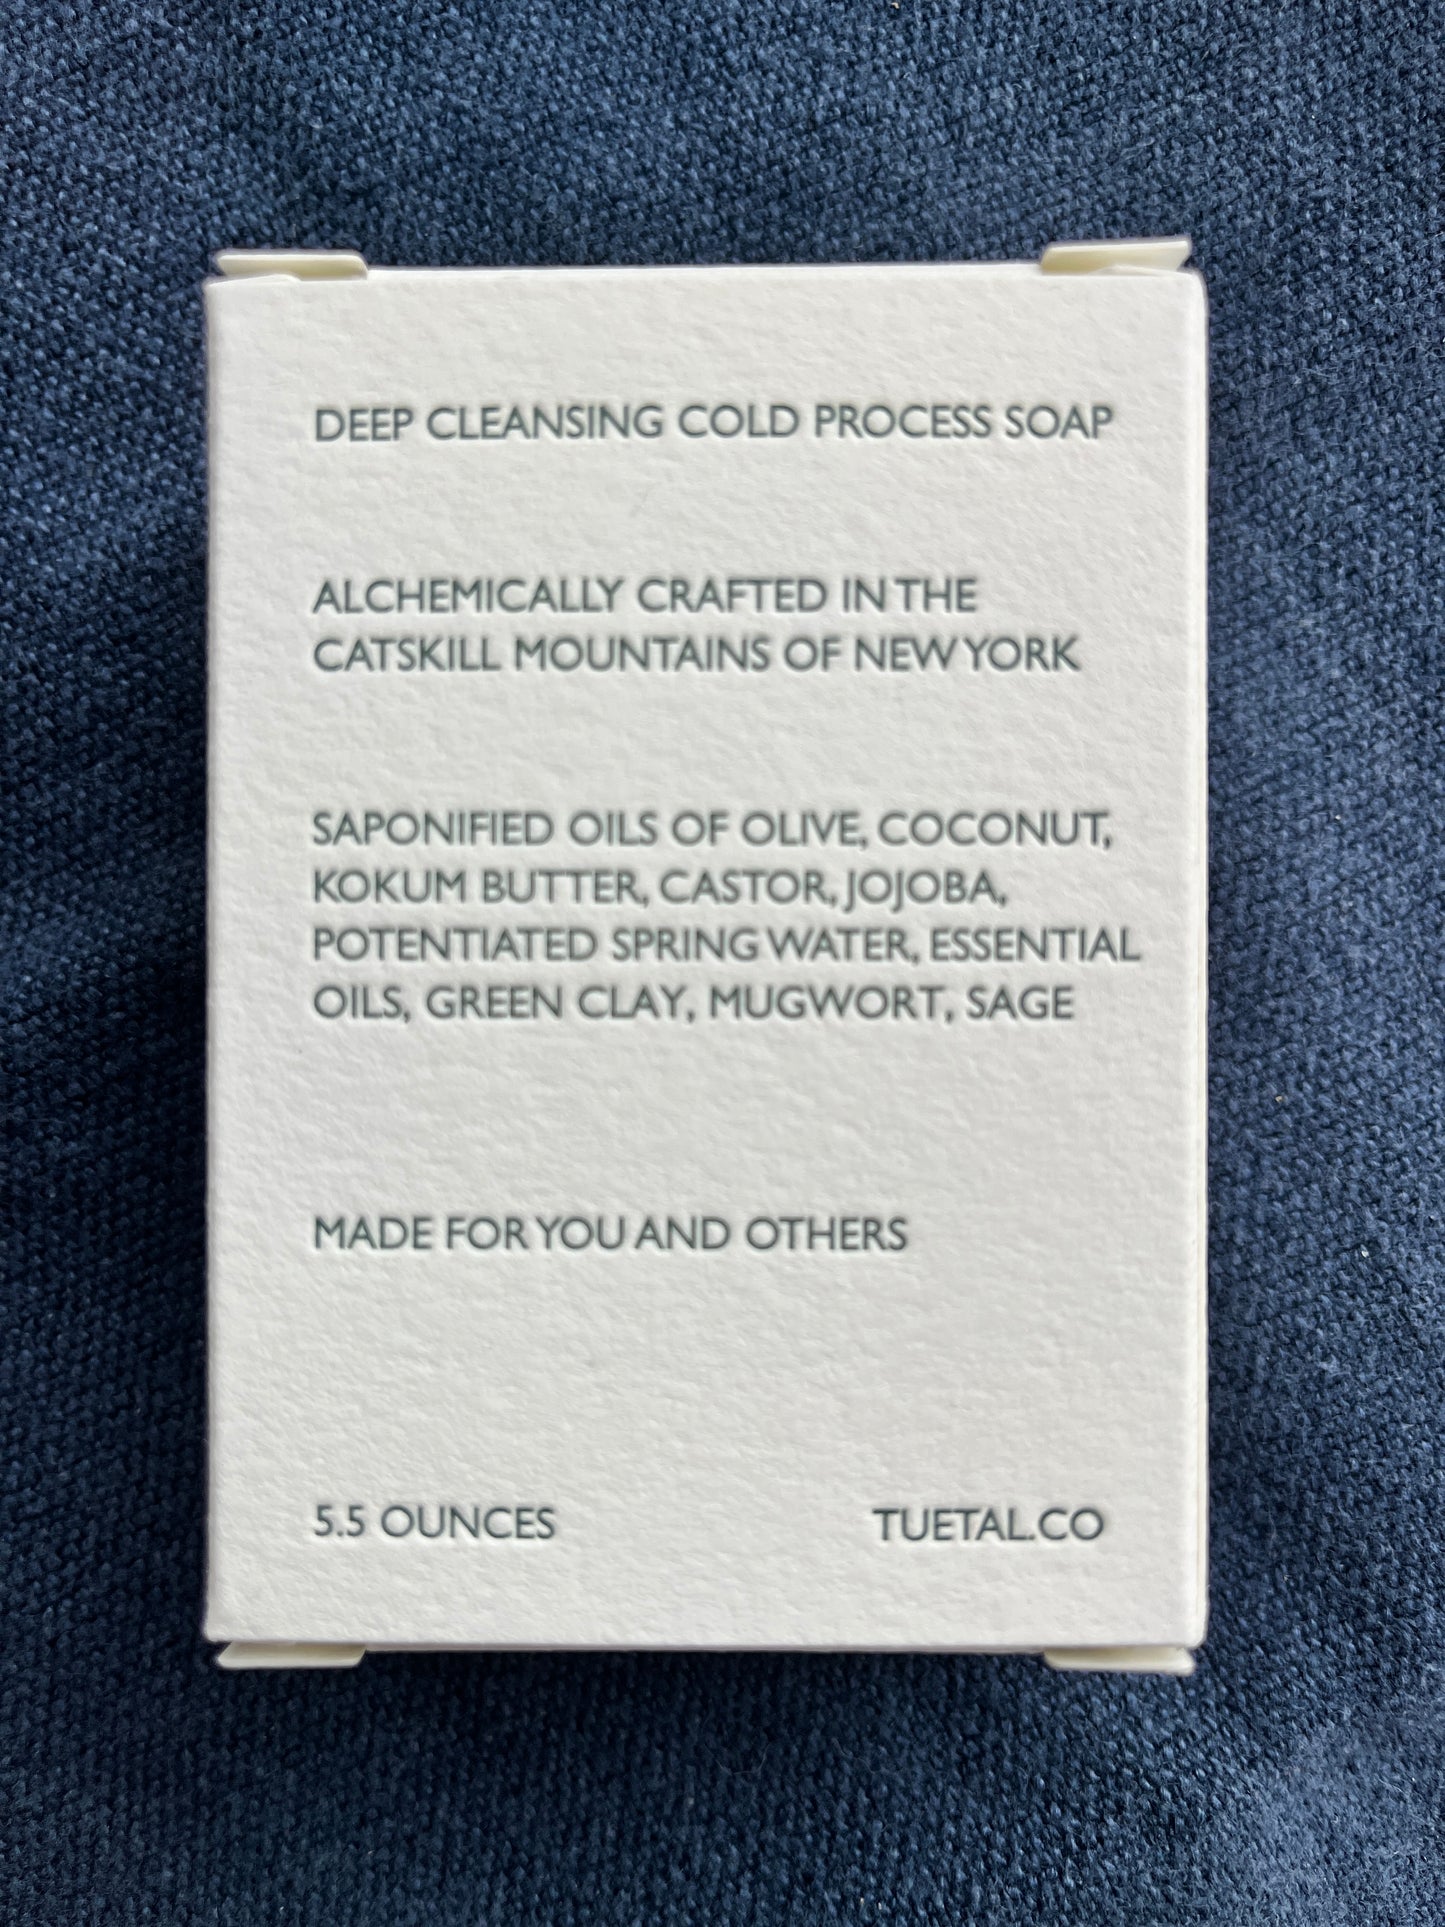 DEEP CLEANSING COLD PROCESS SOAP
ALCHEMICALLY CRAFTED IN THE
CATSKILL MOUNTAINS OF NEW YORK
SAPONIFIED OILS OF OLIVE, COCONUT,
KOKUM BUTTER, CASTOR, JOJOBA,
POTENTIATED SPRING WATER, ESSENTIAL
OILS, GREEN CLAY, MUGWORT, SAGE
MADE FOR YOU AND OTHERS
5.5 OUNCES TUETAL.CO